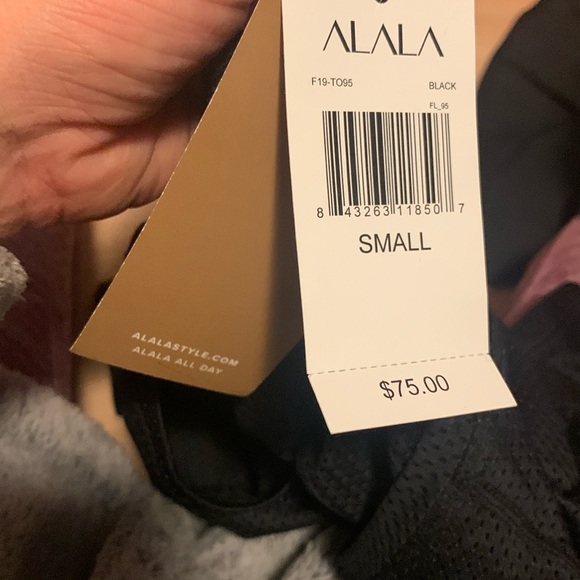 ALALA
F19-TO95 BLACK
FL_95
8 43263 11850 7
SMALL
$75.00
ALALASTYLE.COM
ALALA ALL DAY